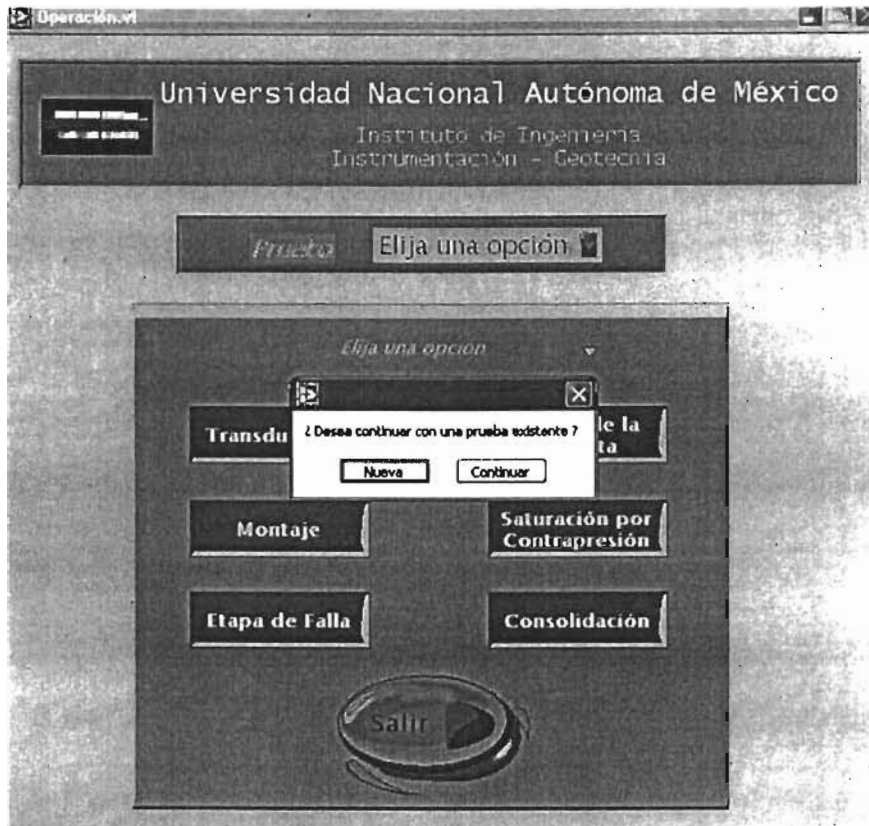 Operación.vi
Universidad Nacional Autónoma de México
Instituto de Ingeniería
Instrumentación - Geotecnia
Prueba
Elija una opción
Elija una opción
Transdu
le la
ta
¿ Desea continuar con una prueba existente ?
Nueva
Continuar
Montaje
Saturación por
Contrapresión
Etapa de Falla
Consolidación
Salir